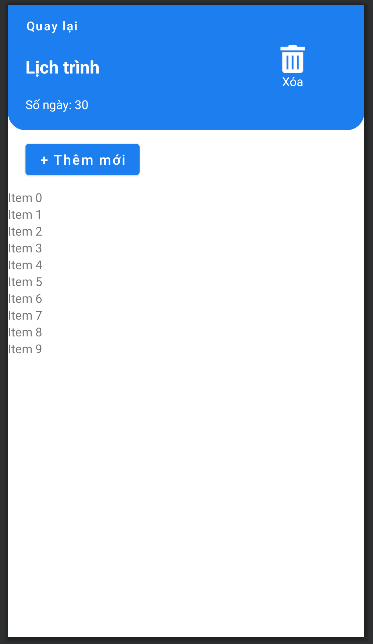 Quay lại
Lịch trình
Xóa
Số ngày: 30
+ Thêm mới
Item 0
Item 1
Item 2
Item 3
Item 4
Item 5
Item 6
Item 7
Item 8
Item 9